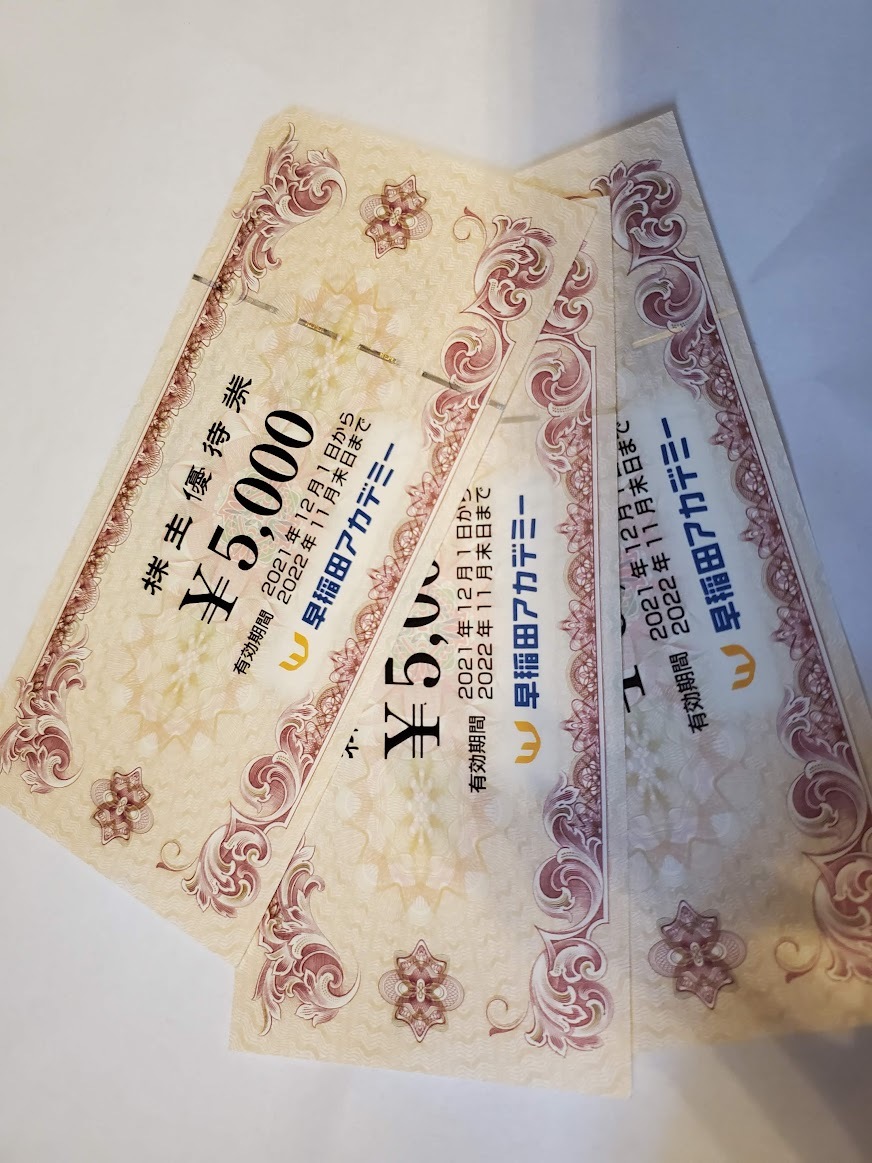 株主優待券
￥5,000
有効期間 2021年12月1日から
2022年11月末日まで
早稲田アカデミー
￥5,00
有効期間 2021年12月1日から
2022年11月末日まで
早稲田アカデミー
有効期間 2021年12月1
2022年11月末日まで
早稲田アカデミー